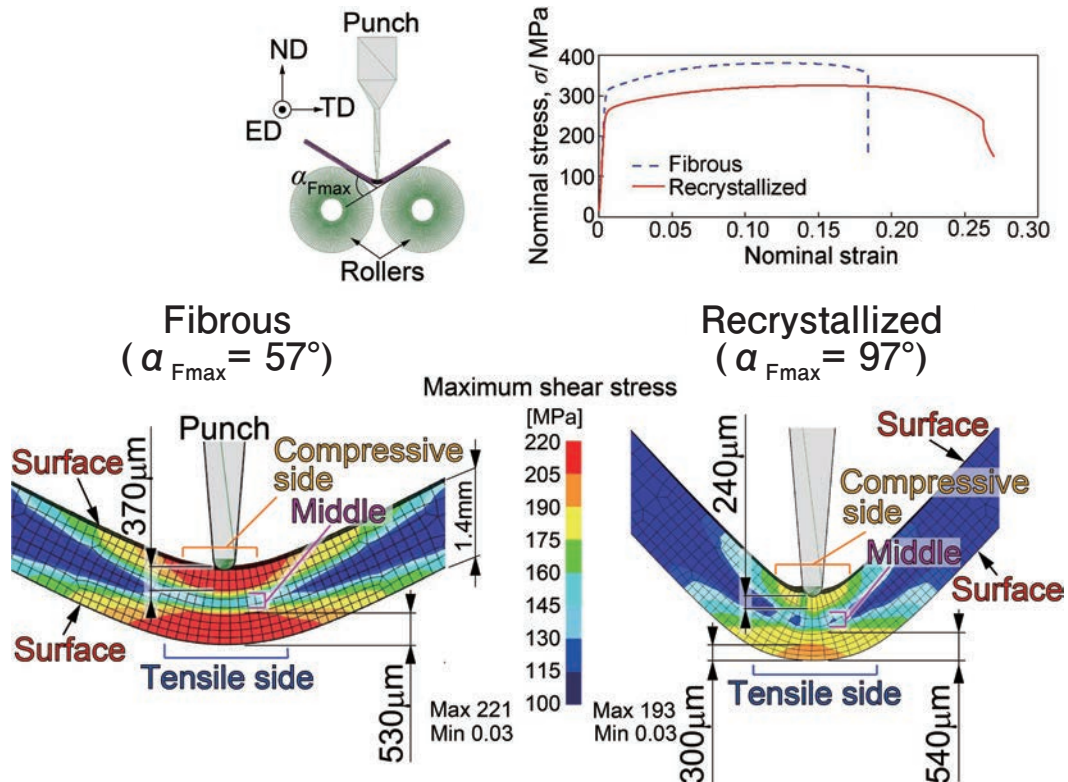 Punch
ND
TD
ED
α Fmax
Rollers
Nominal stress, σ/ MPa
400
300
200
100
0
Fibrous
Recrystallized
0 0.05 0.10 0.15 0.20 0.25 0.30
Nominal strain
Fibrous
( α Fmax = 57°)
Recrystallized
( α Fmax = 97°)
Maximum shear stress
[MPa]
220
205
190
175
160
145
130
115
100
Punch
Surface
370μm
Compressive
side
Middle
1.4mm
Surface
Tensile side
530μm
Max 221
Min 0.03
Surface
240μm
Compressive
side
Middle
Surface
Tensile side
Max 193
Min 0.03
300μm
540μm